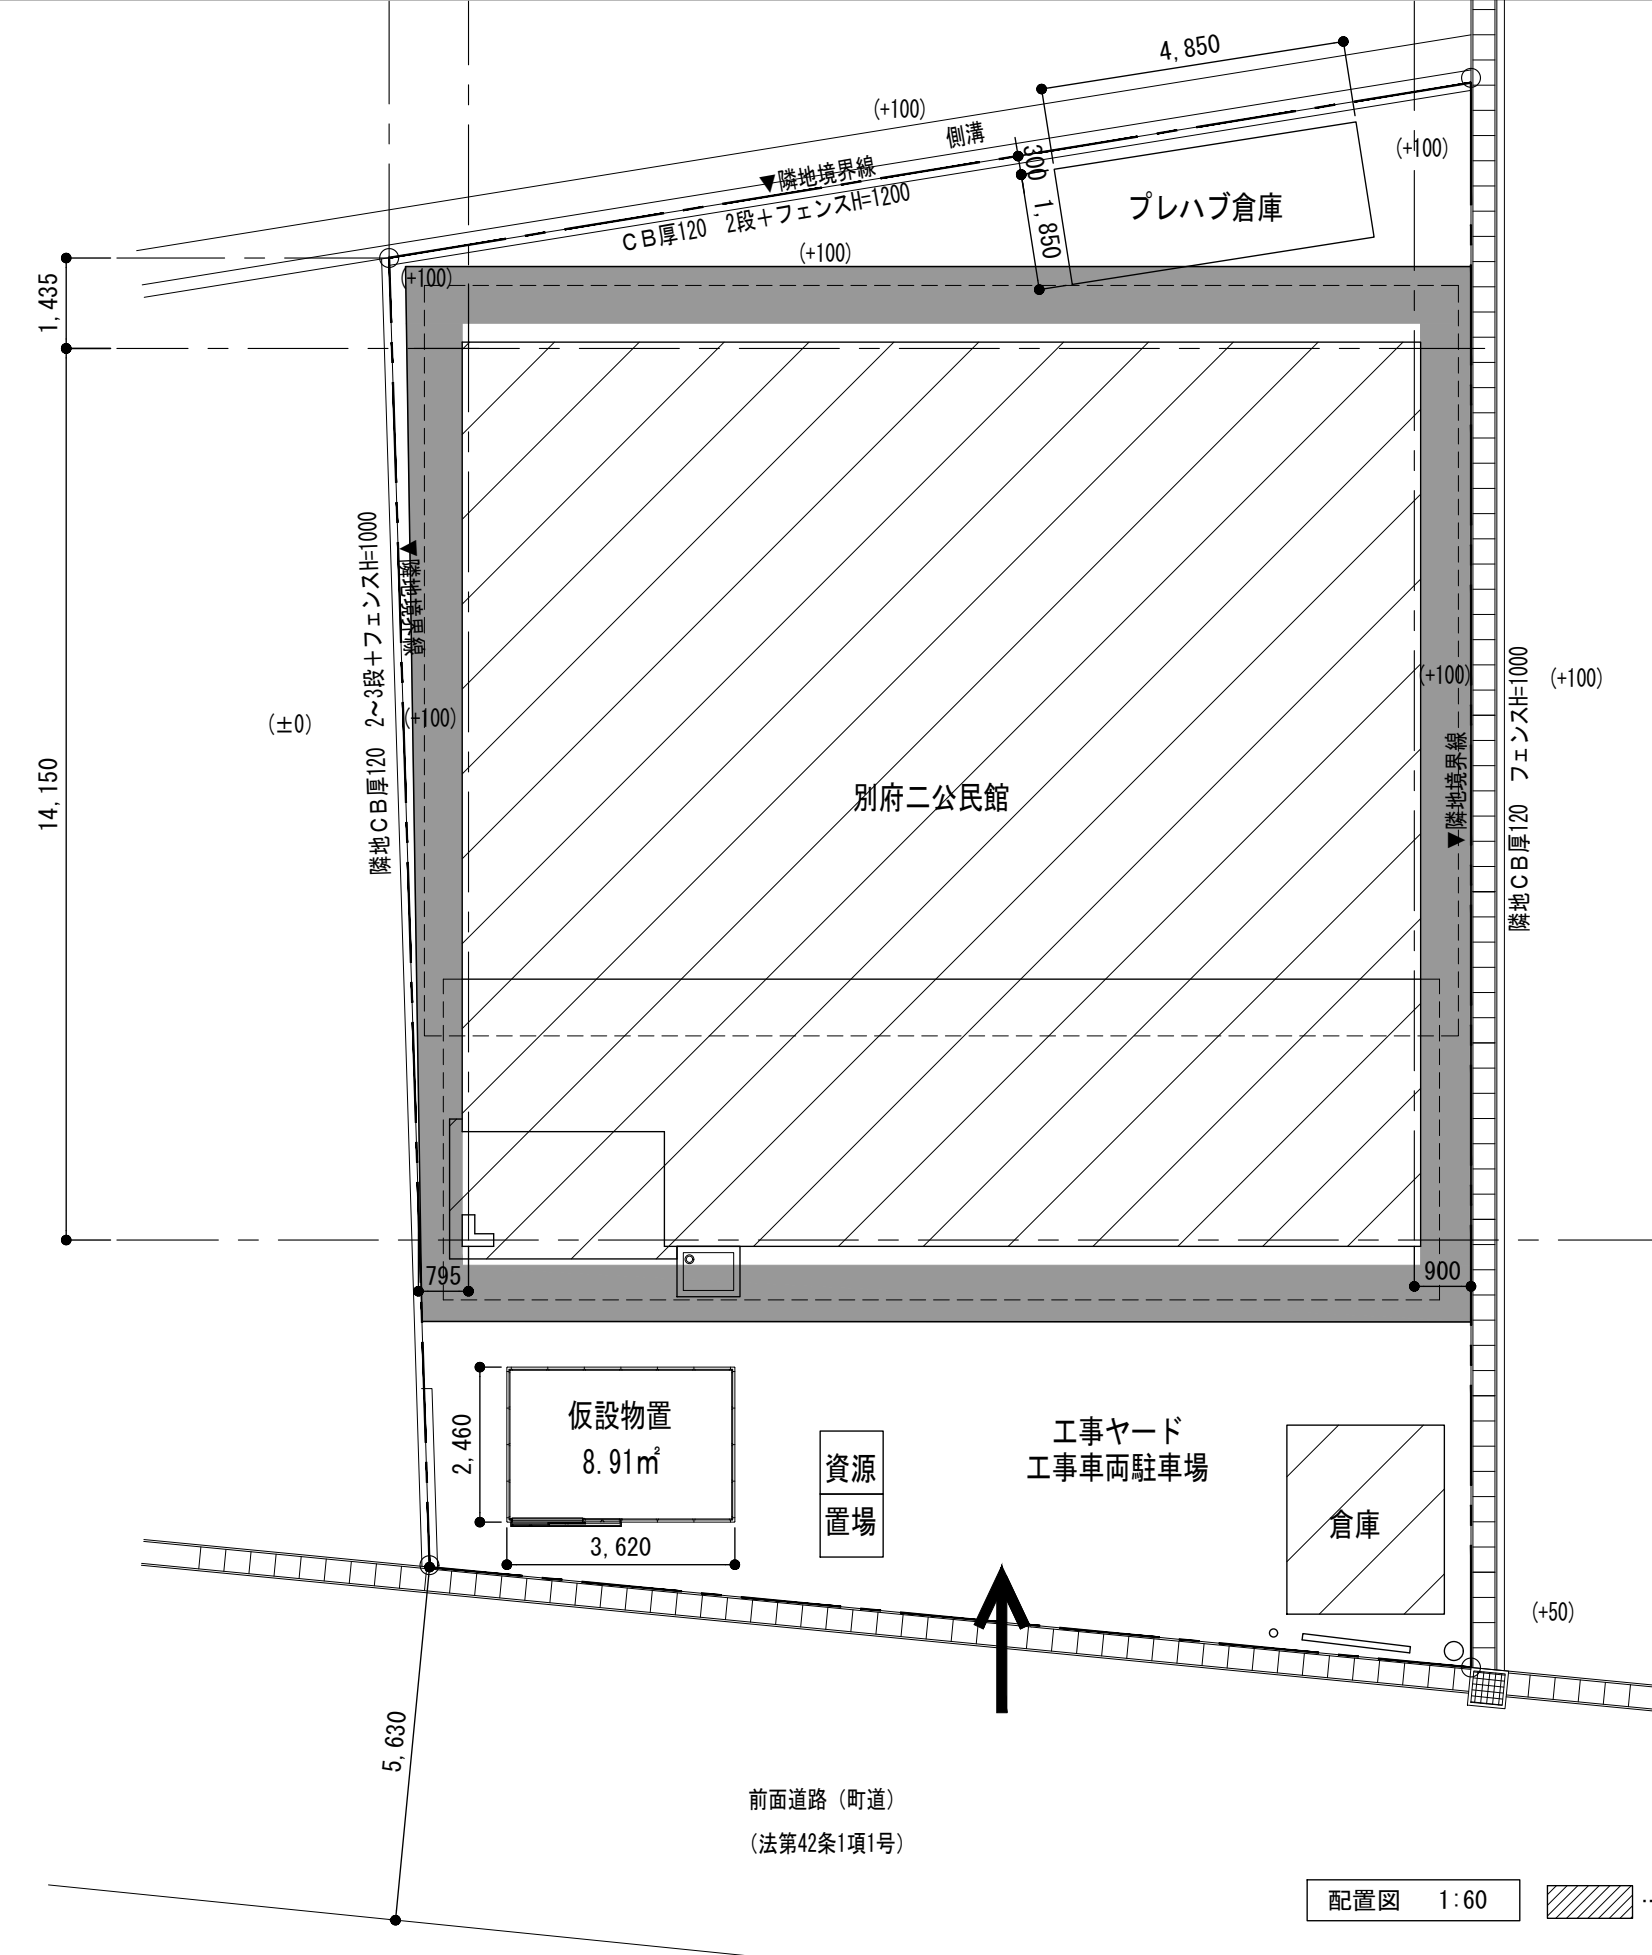 4,850
(+100)
側溝
(+100)
▼隣地境界線
300
ＣＢ厚120　2段＋フェンスH=1200
プレハブ倉庫
1,850
(+100)
(+100)
1,435
隣地ＣＢ厚120　2～3段＋フェンスH=1000
▼隣地境界線
(+100)
(±0)
14,150
別府二公民館
(+100)
▼隣地境界線
隣地ＣＢ厚120　フェンスH=1000
(+100)
795
900
仮設物置
8.91㎡
2,460
3,620
資源
置場
工事ヤード
工事車両駐車場
倉庫
(+50)
5,630
前面道路（町道）
（法第42条1項1号）
配置図　1:60